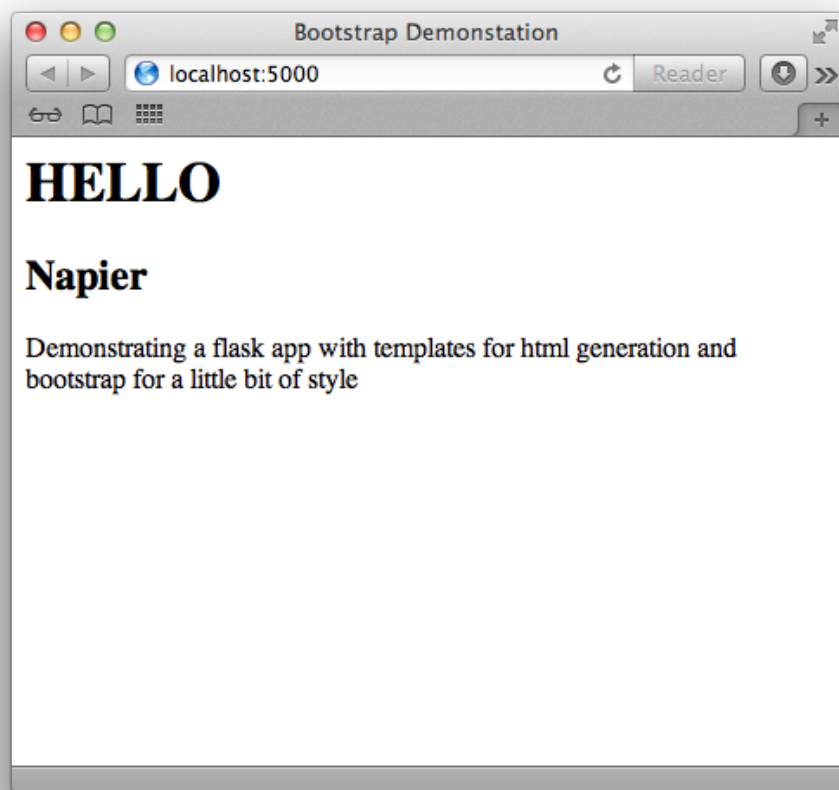 Bootstrap Demonstation
localhost:5000
Reader
HELLO
Napier
Demonstrating a flask app with templates for html generation and
bootstrap for a little bit of style